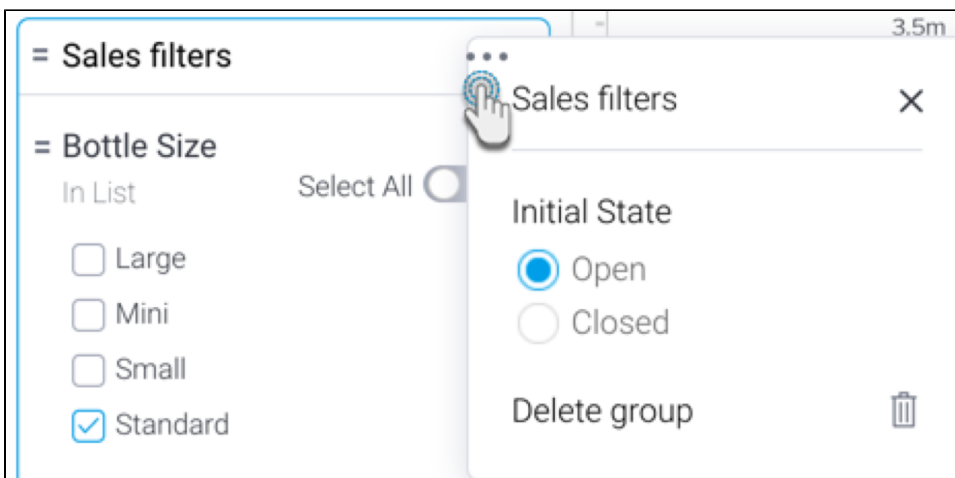 Sales filters
3.5m
Sales filters
Bottle Size
In List
Select All
Large
Mini
Small
Standard
Initial State
Open
Closed
Delete group